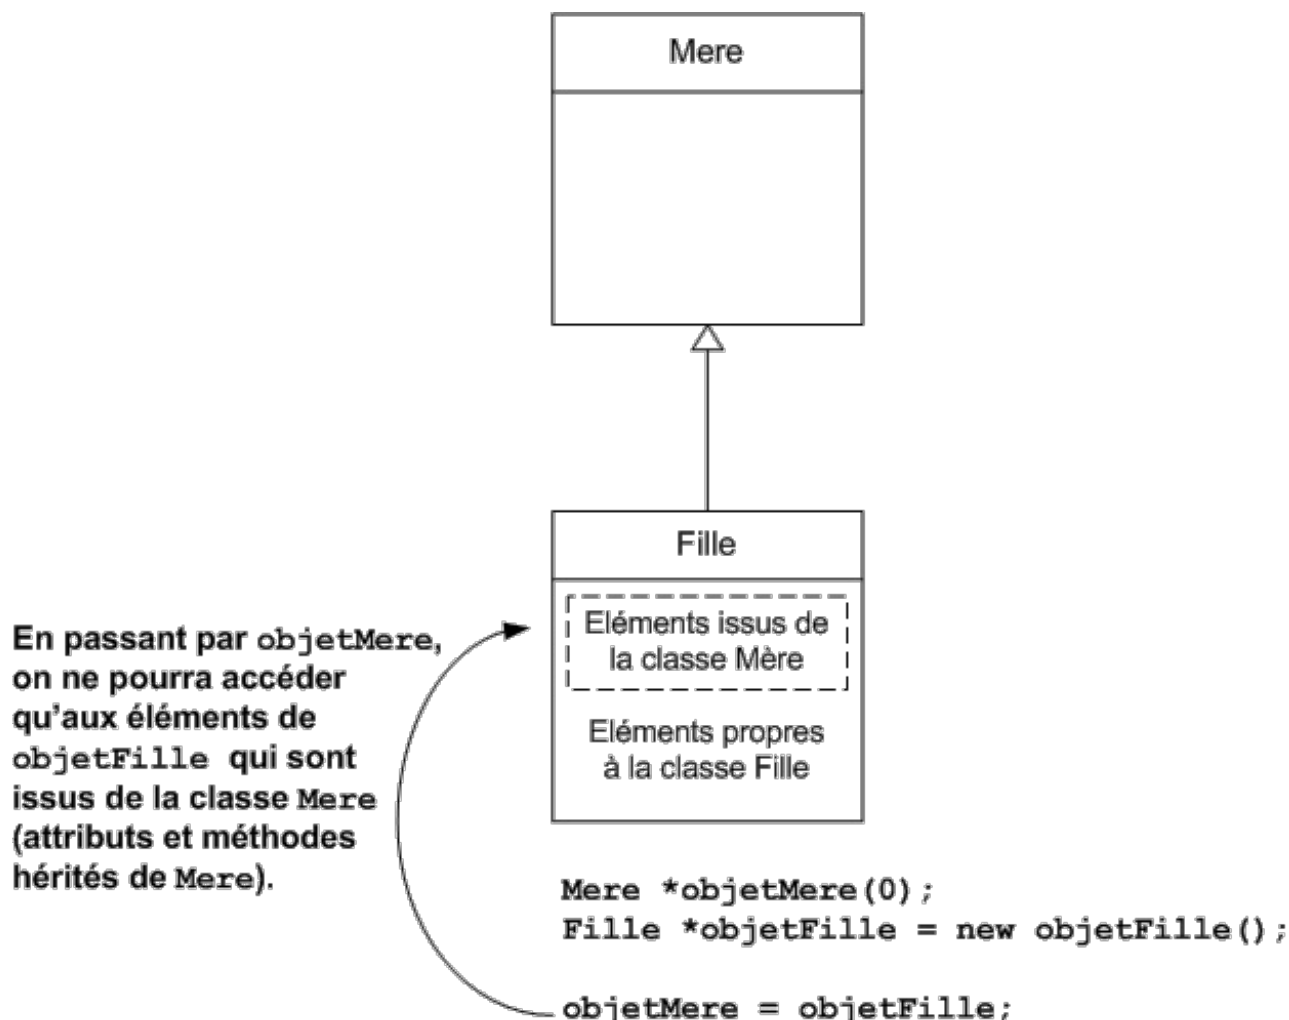 Mere
Fille
Eléments issus de
la classe Mère
Eléments propres
à la classe Fille
En passant par objetMere,
on ne pourra accéder
qu'aux éléments de
objetFille qui sont
issus de la classe Mere
(attributs et méthodes
hérités de Mere).
Mere *objetMere(0);
Fille *objetFille = new objetFille();
objetMere = objetFille;